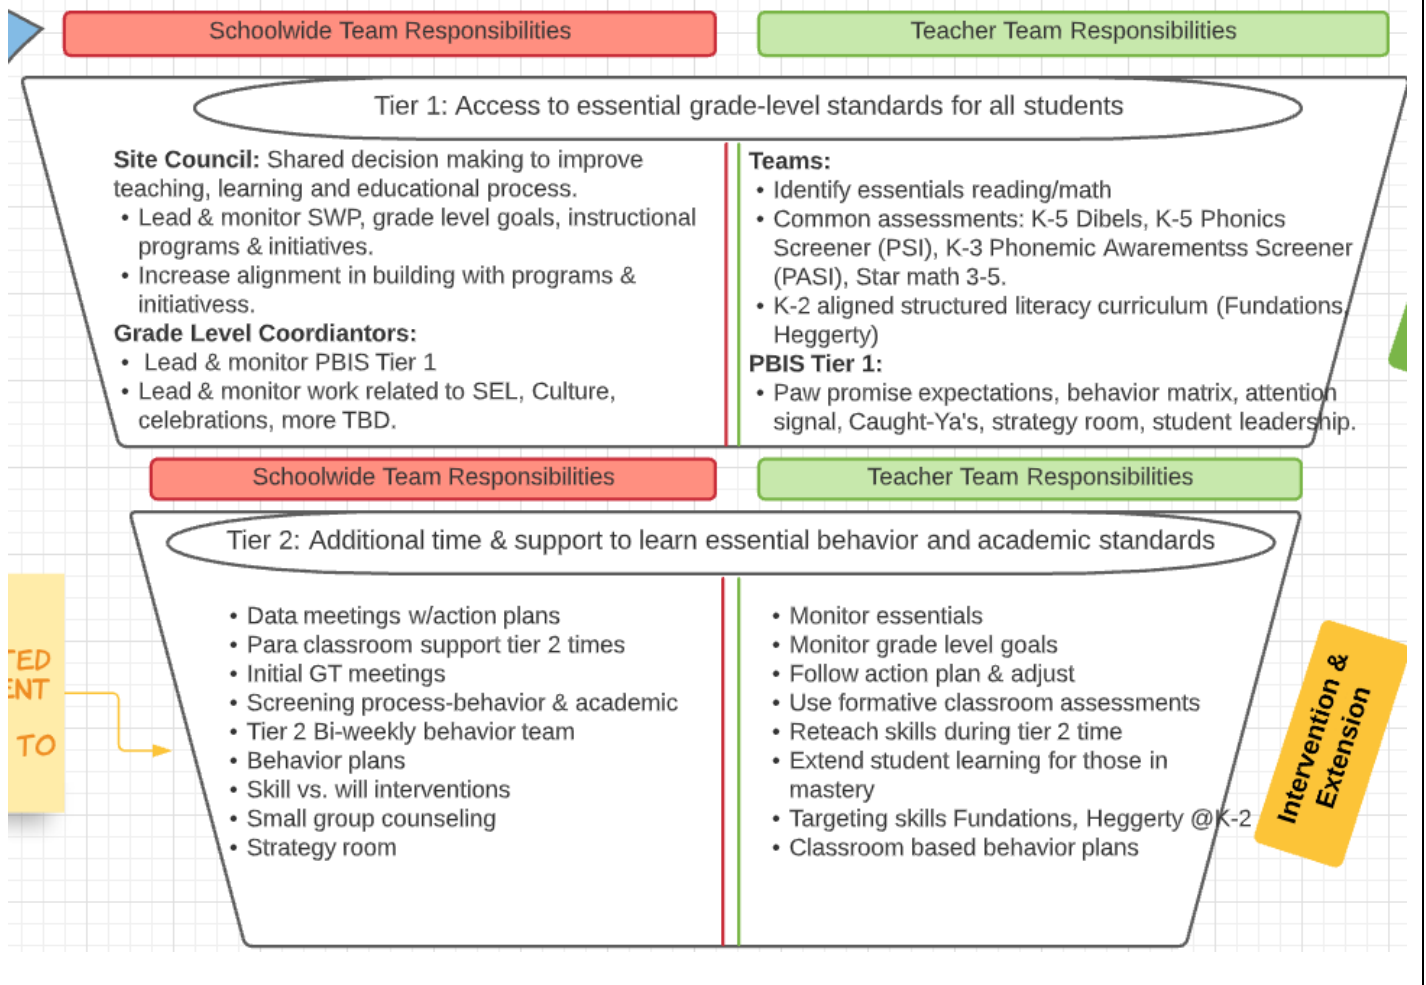 Schoolwide Team Responsibilities
Teacher Team Responsibilities
Tier 1: Access to essential grade-level standards for all students
Site Council: Shared decision making to improve
teaching, learning and educational process.
• Lead & monitor SWP, grade level goals, instructional
programs & initiatives.
• Increase alignment in building with programs &
initiativess.
Grade Level Coordiantors:
• Lead & monitor PBIS Tier 1
• Lead & monitor work related to SEL, Culture,
celebrations, more TBD.
Teams:
• Identify essentials reading/math
• Common assessments: K-5 Dibels, K-5 Phonics
Screener (PSI), K-3 Phonemic Awarementss Screener
(PASI), Star math 3-5.
• K-2 aligned structured literacy curriculum (Fundations,
Heggerty)
PBIS Tier 1:
• Paw promise expectations, behavior matrix, attention
signal, Caught-Ya's, strategy room, student leadership.
Schoolwide Team Responsibilities
Teacher Team Responsibilities
Tier 2: Additional time & support to learn essential behavior and academic standards
• Data meetings w/action plans
• Para classroom support tier 2 times
• Initial GT meetings
• Screening process-behavior & academic
• Tier 2 Bi-weekly behavior team
• Behavior plans
• Skill vs. will interventions
• Small group counseling
• Strategy room
• Monitor essentials
• Monitor grade level goals
• Follow action plan & adjust
• Use formative classroom assessments
• Reteach skills during tier 2 time
• Extend student learning for those in
mastery
• Targeting skills Fundations, Heggerty @K-2
• Classroom based behavior plans
TED
ENT
TO
Intervention &
Extension